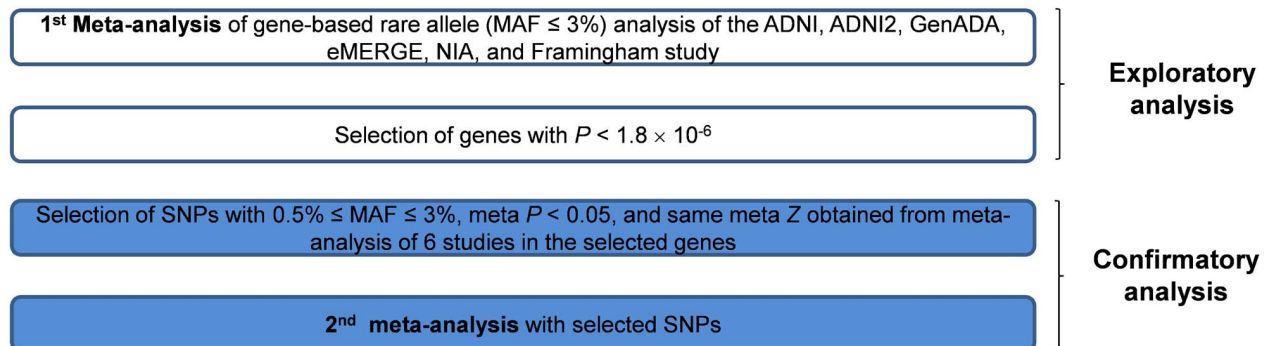 1st Meta-analysis of gene-based rare allele (MAF ≤ 3%) analysis of the ADNI, ADNI2, GenADA,
eMERGE, NIA, and Framingham study
Exploratory
analysis
Selection of genes with P < 1.8 × 10-6
Selection of SNPs with 0.5% ≤ MAF ≤ 3%, meta P < 0.05, and same meta Z obtained from meta-
analysis of 6 studies in the selected genes
Confirmatory
analysis
2nd meta-analysis with selected SNPs